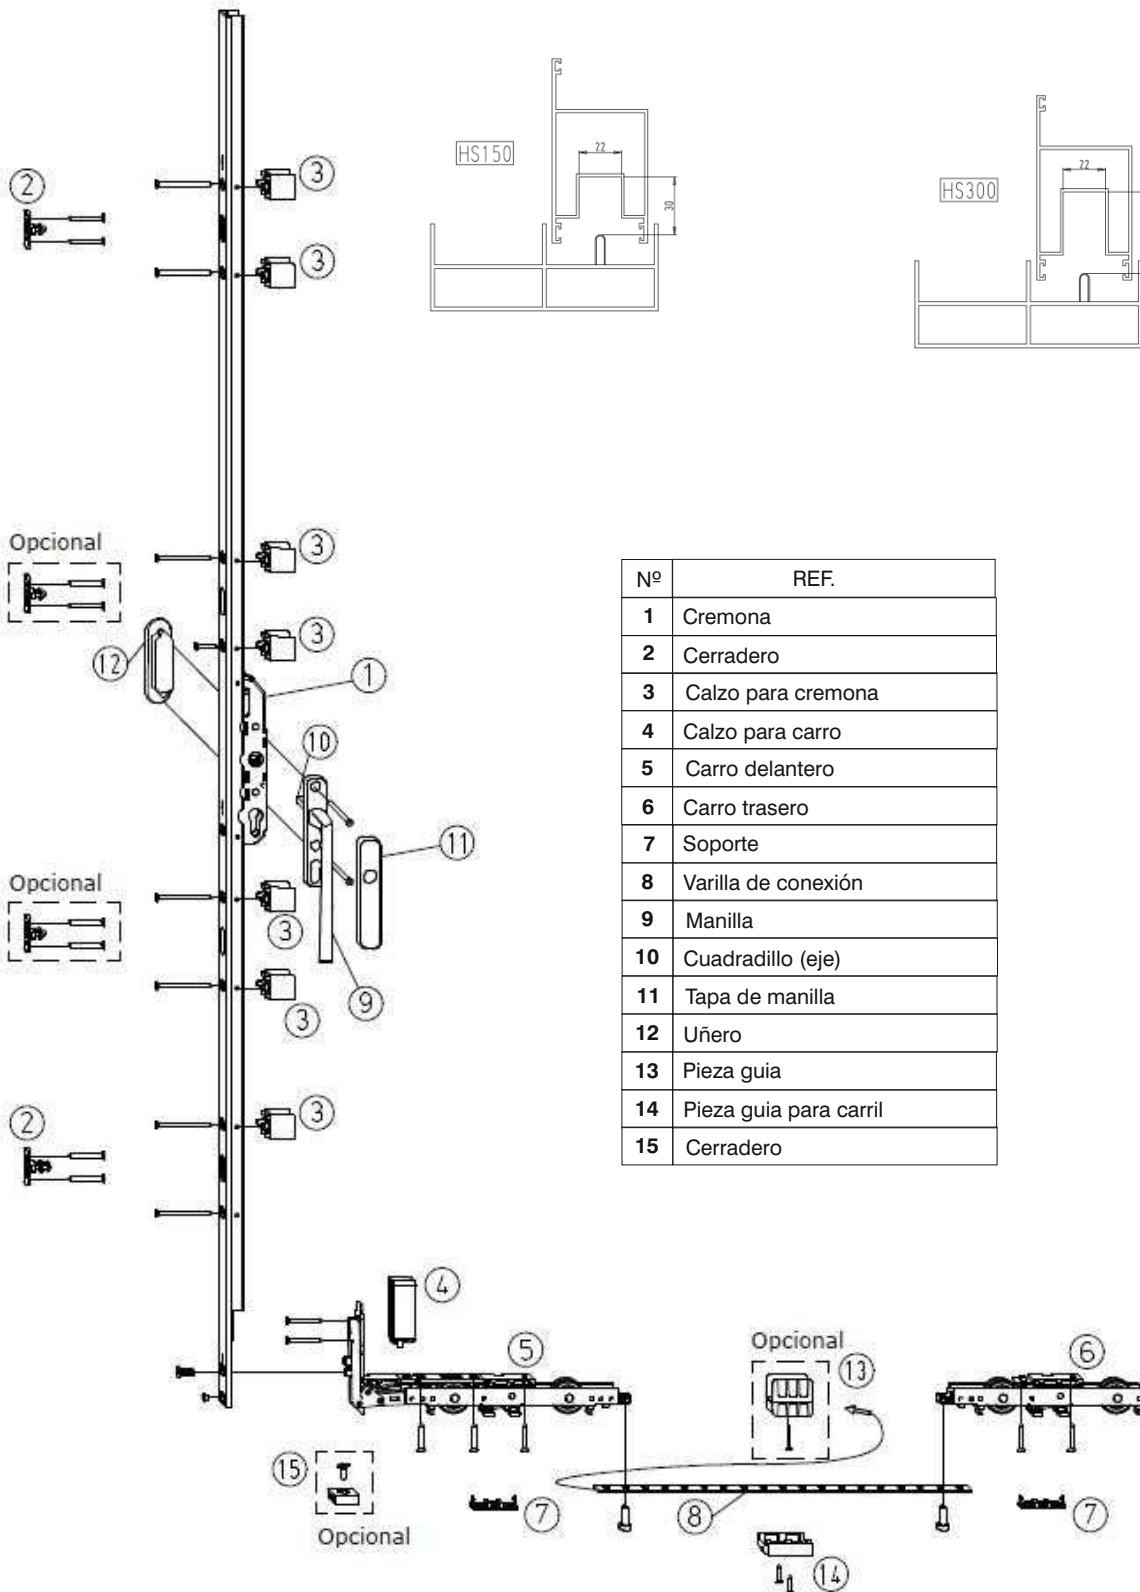 HS150
22
30
HS300
22
2
3
3
Opcional
3
3
12
1
10
11
Opcional
3
9
3
2
3
4
5
Opcional
13
6
15
Opcional
7
8
14
7
Nº REF.
1 Cremona
2 Cerradero
3 Calzo para cremona
4 Calzo para carro
5 Carro delantero
6 Carro trasero
7 Soporte
8 Varilla de conexión
9 Manilla
10 Cuadradillo (eje)
11 Tapa de manilla
12 Uñero
13 Pieza guia
14 Pieza guia para carril
15 Cerradero